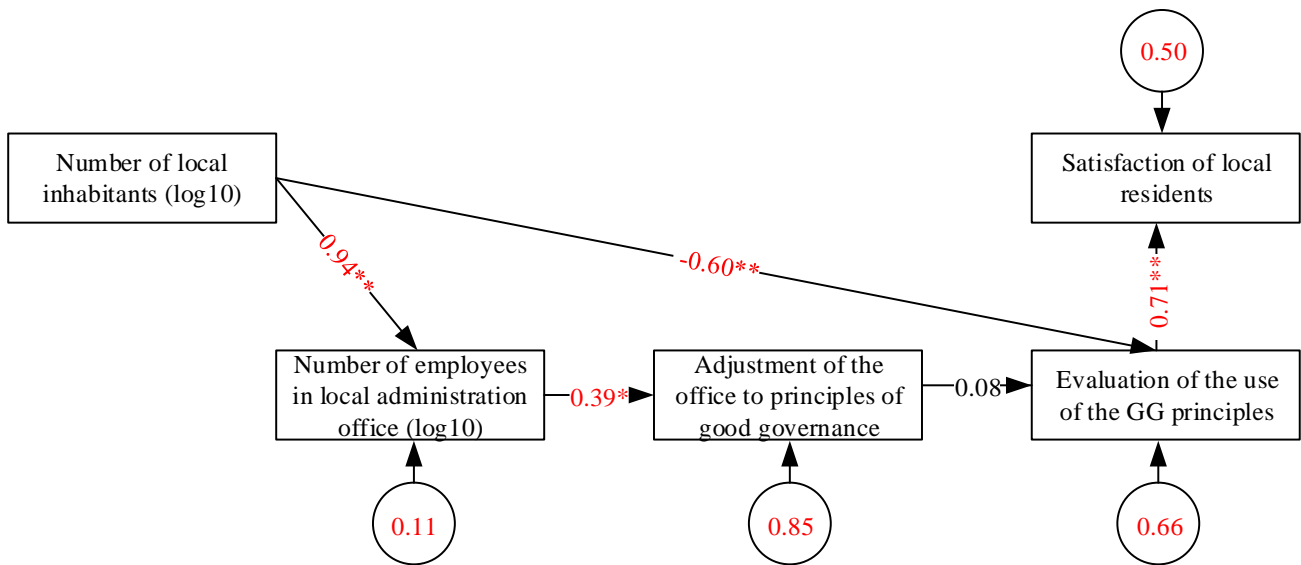 0.50
Number of local
inhabitants (log10)
Satisfaction of local
residents
0.94**
-0.60**
0.71**
Number of employees
in local administration
office (log10)
0.39*
Adjustment of the
office to principles of
good governance
0.08
Evaluation of the use
of the GG principles
0.11
0.85
0.66